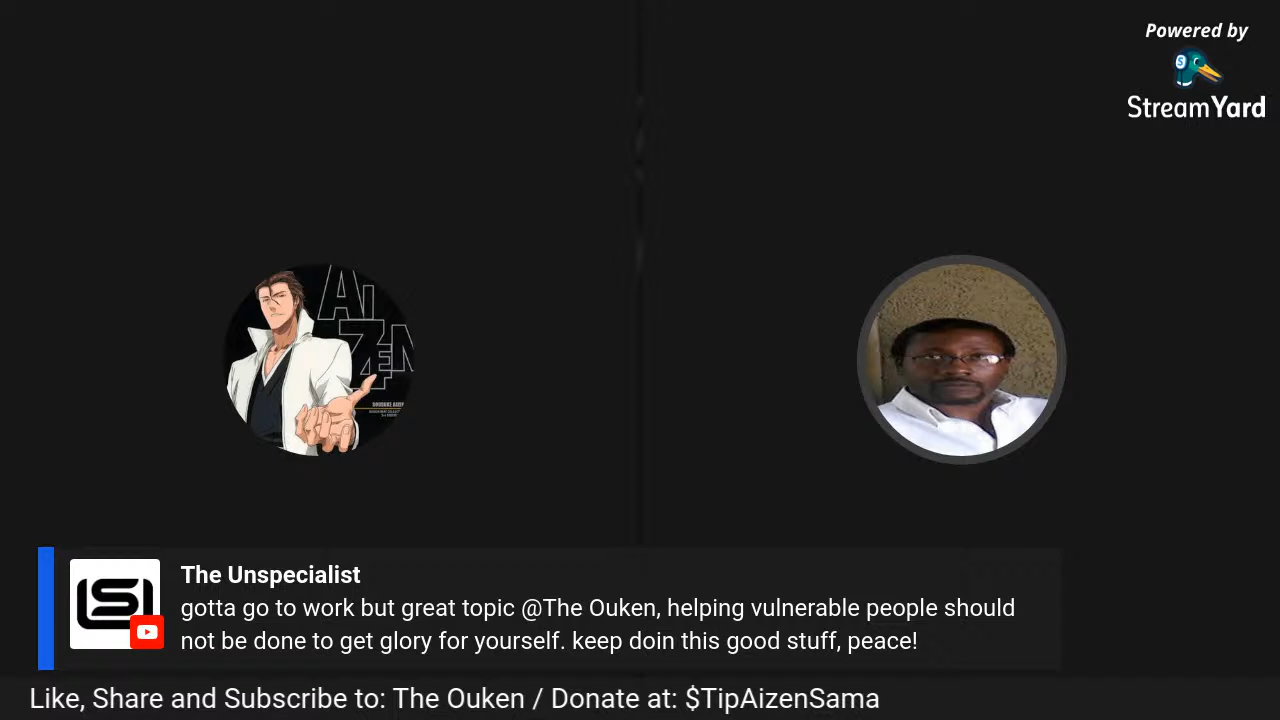 Powered by
StreamYard
AiZEN
The Unspecialist
gotta go to work but great topic @The Ouken, helping vulnerable people should
not be done to get glory for yourself. keep doin this good stuff, peace!
Like, Share and Subscribe to: The Ouken / Donate at: $TipAizenSama